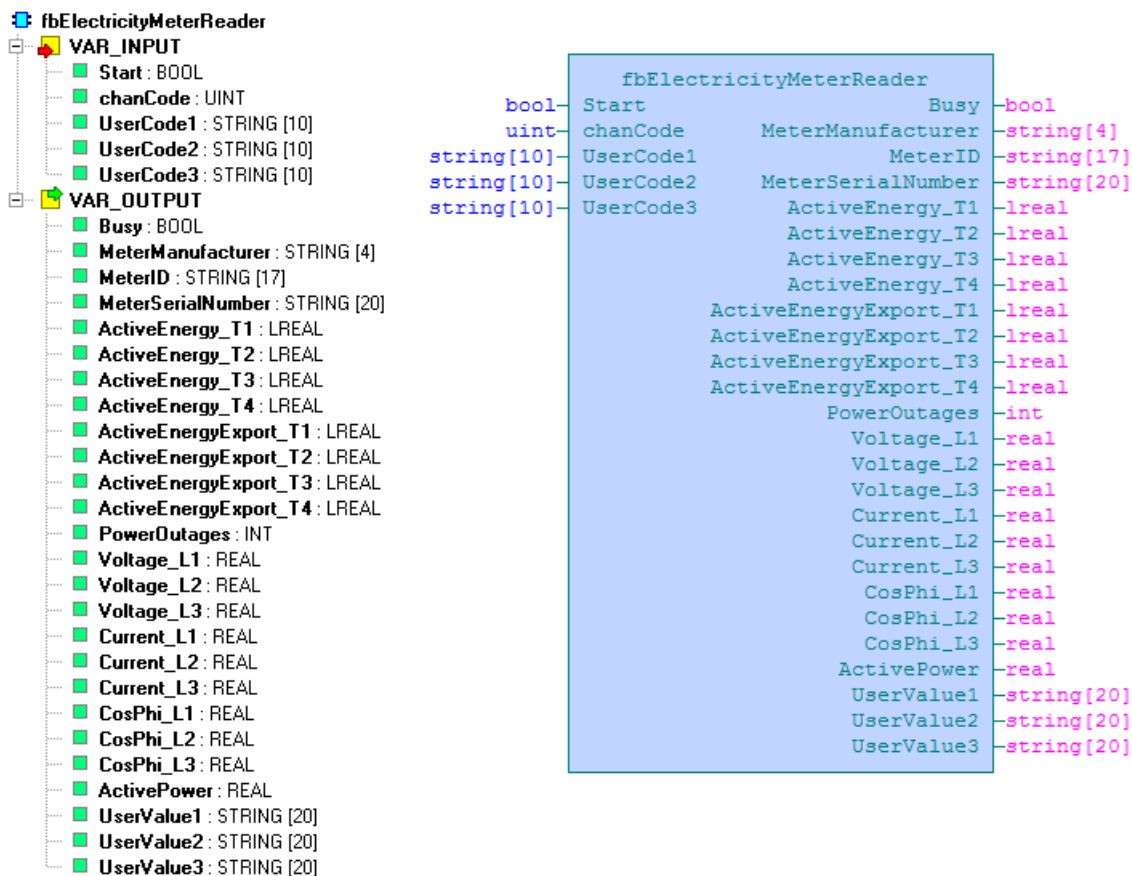 fbElectricityMeterReader
VAR_INPUT
Start : BOOL
chanCode : UINT
UserCode1 : STRING [10]
UserCode2 : STRING [10]
UserCode3 : STRING [10]
VAR_OUTPUT
Busy : BOOL
MeterManufacturer : STRING [4]
MeterID : STRING [17]
MeterSerialNumber : STRING [20]
ActiveEnergy_T1 : LREAL
ActiveEnergy_T2 : LREAL
ActiveEnergy_T3 : LREAL
ActiveEnergy_T4 : LREAL
ActiveEnergyExport_T1 : LREAL
ActiveEnergyExport_T2 : LREAL
ActiveEnergyExport_T3 : LREAL
ActiveEnergyExport_T4 : LREAL
PowerOutages : INT
Voltage_L1 : REAL
Voltage_L2 : REAL
Voltage_L3 : REAL
Current_L1 : REAL
Current_L2 : REAL
Current_L3 : REAL
CosPhi_L1 : REAL
CosPhi_L2 : REAL
CosPhi_L3 : REAL
ActivePower : REAL
UserValue1 : STRING [20]
UserValue2 : STRING [20]
UserValue3 : STRING [20]
fbElectricityMeterReader
bool Start Busy bool
uint chanCode MeterManufacturer string[4]
string[10] UserCode1 MeterID string[17]
string[10] UserCode2 MeterSerialNumber string[20]
string[10] UserCode3 ActiveEnergy_T1 lreal
ActiveEnergy_T2 lreal
ActiveEnergy_T3 lreal
ActiveEnergy_T4 lreal
ActiveEnergyExport_T1 lreal
ActiveEnergyExport_T2 lreal
ActiveEnergyExport_T3 lreal
ActiveEnergyExport_T4 lreal
PowerOutages int
Voltage_L1 real
Voltage_L2 real
Voltage_L3 real
Current_L1 real
Current_L2 real
Current_L3 real
CosPhi_L1 real
CosPhi_L2 real
CosPhi_L3 real
ActivePower real
UserValue1 string[20]
UserValue2 string[20]
UserValue3 string[20]